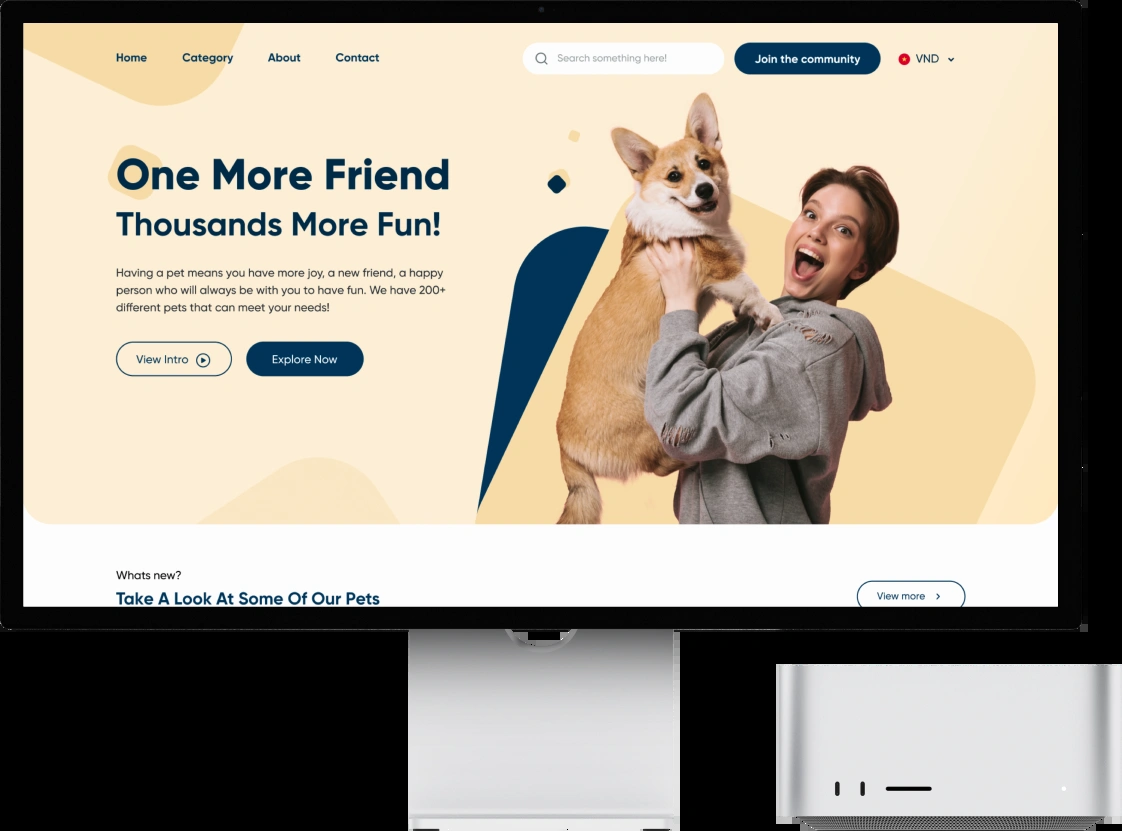 Home Category About Contact Search something here! Join the community VND
One More Friend
Thousands More Fun!
Having a pet means you have more joy, a new friend, a happy
person who will always be with you to have fun. We have 200+
different pets that can meet your needs!
View Intro Explore Now
Whats new?
Take A Look At Some Of Our Pets
View more